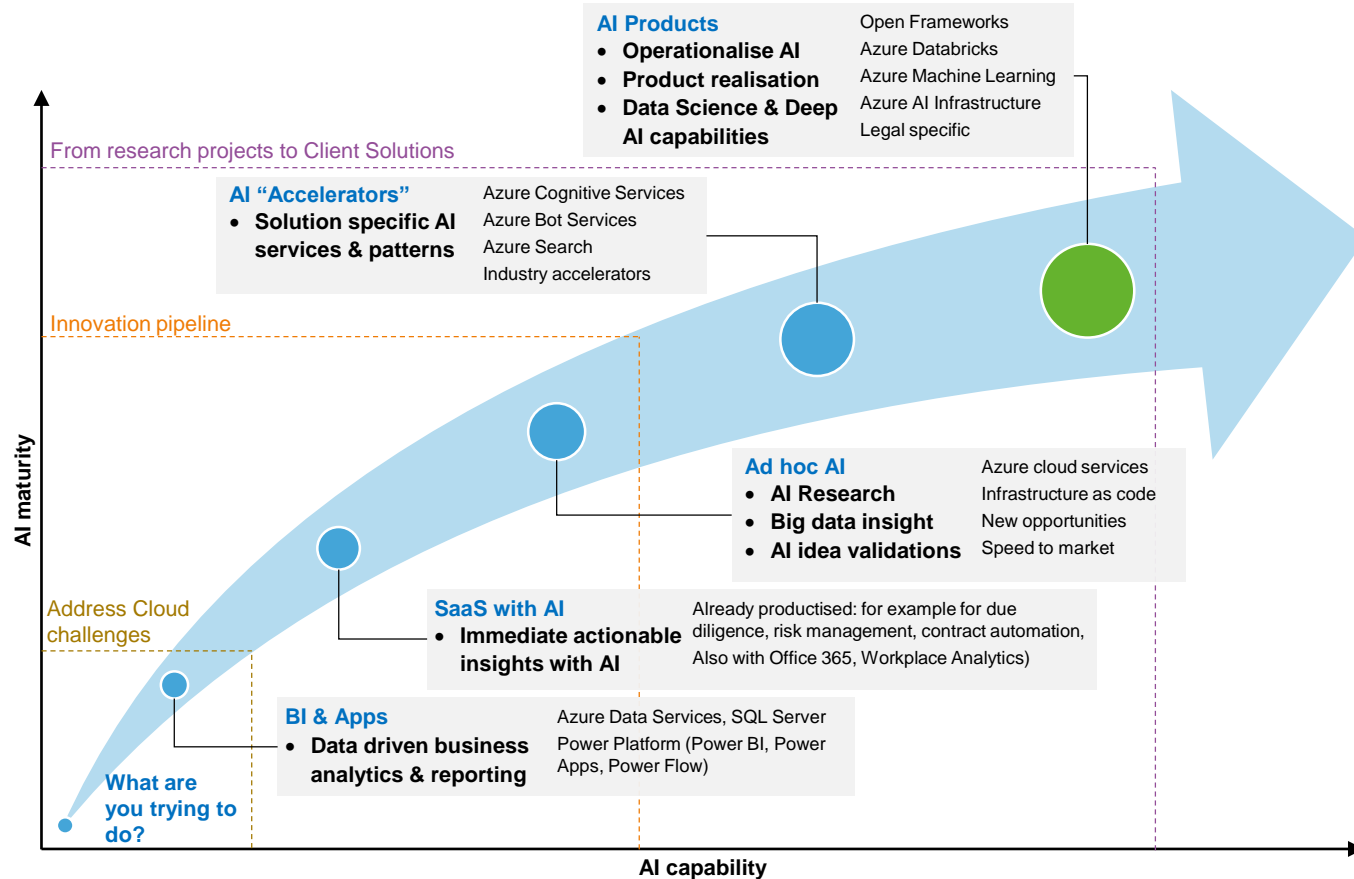 AI Products
• Operationalise AI
• Product realisation
• Data Science & Deep
AI capabilities
Open Frameworks
Azure Databricks
Azure Machine Learning
Azure AI Infrastructure
Legal specific
From research projects to Client Solutions
AI “Accelerators”
• Solution specific AI
services & patterns
Azure Cognitive Services
Azure Bot Services
Azure Search
Industry accelerators
Innovation pipeline
AI maturity
Ad hoc AI
• AI Research
• Big data insight
• AI idea validations
Azure cloud services
Infrastructure as code
New opportunities
Speed to market
Address Cloud
challenges
SaaS with AI
• Immediate actionable
insights with AI
Already productised: for example for due
diligence, risk management, contract automation,
Also with Office 365, Workplace Analytics)
BI & Apps
• Data driven business
analytics & reporting
Azure Data Services, SQL Server
Power Platform (Power BI, Power
Apps, Power Flow)
What are
you trying to
do?
AI capability